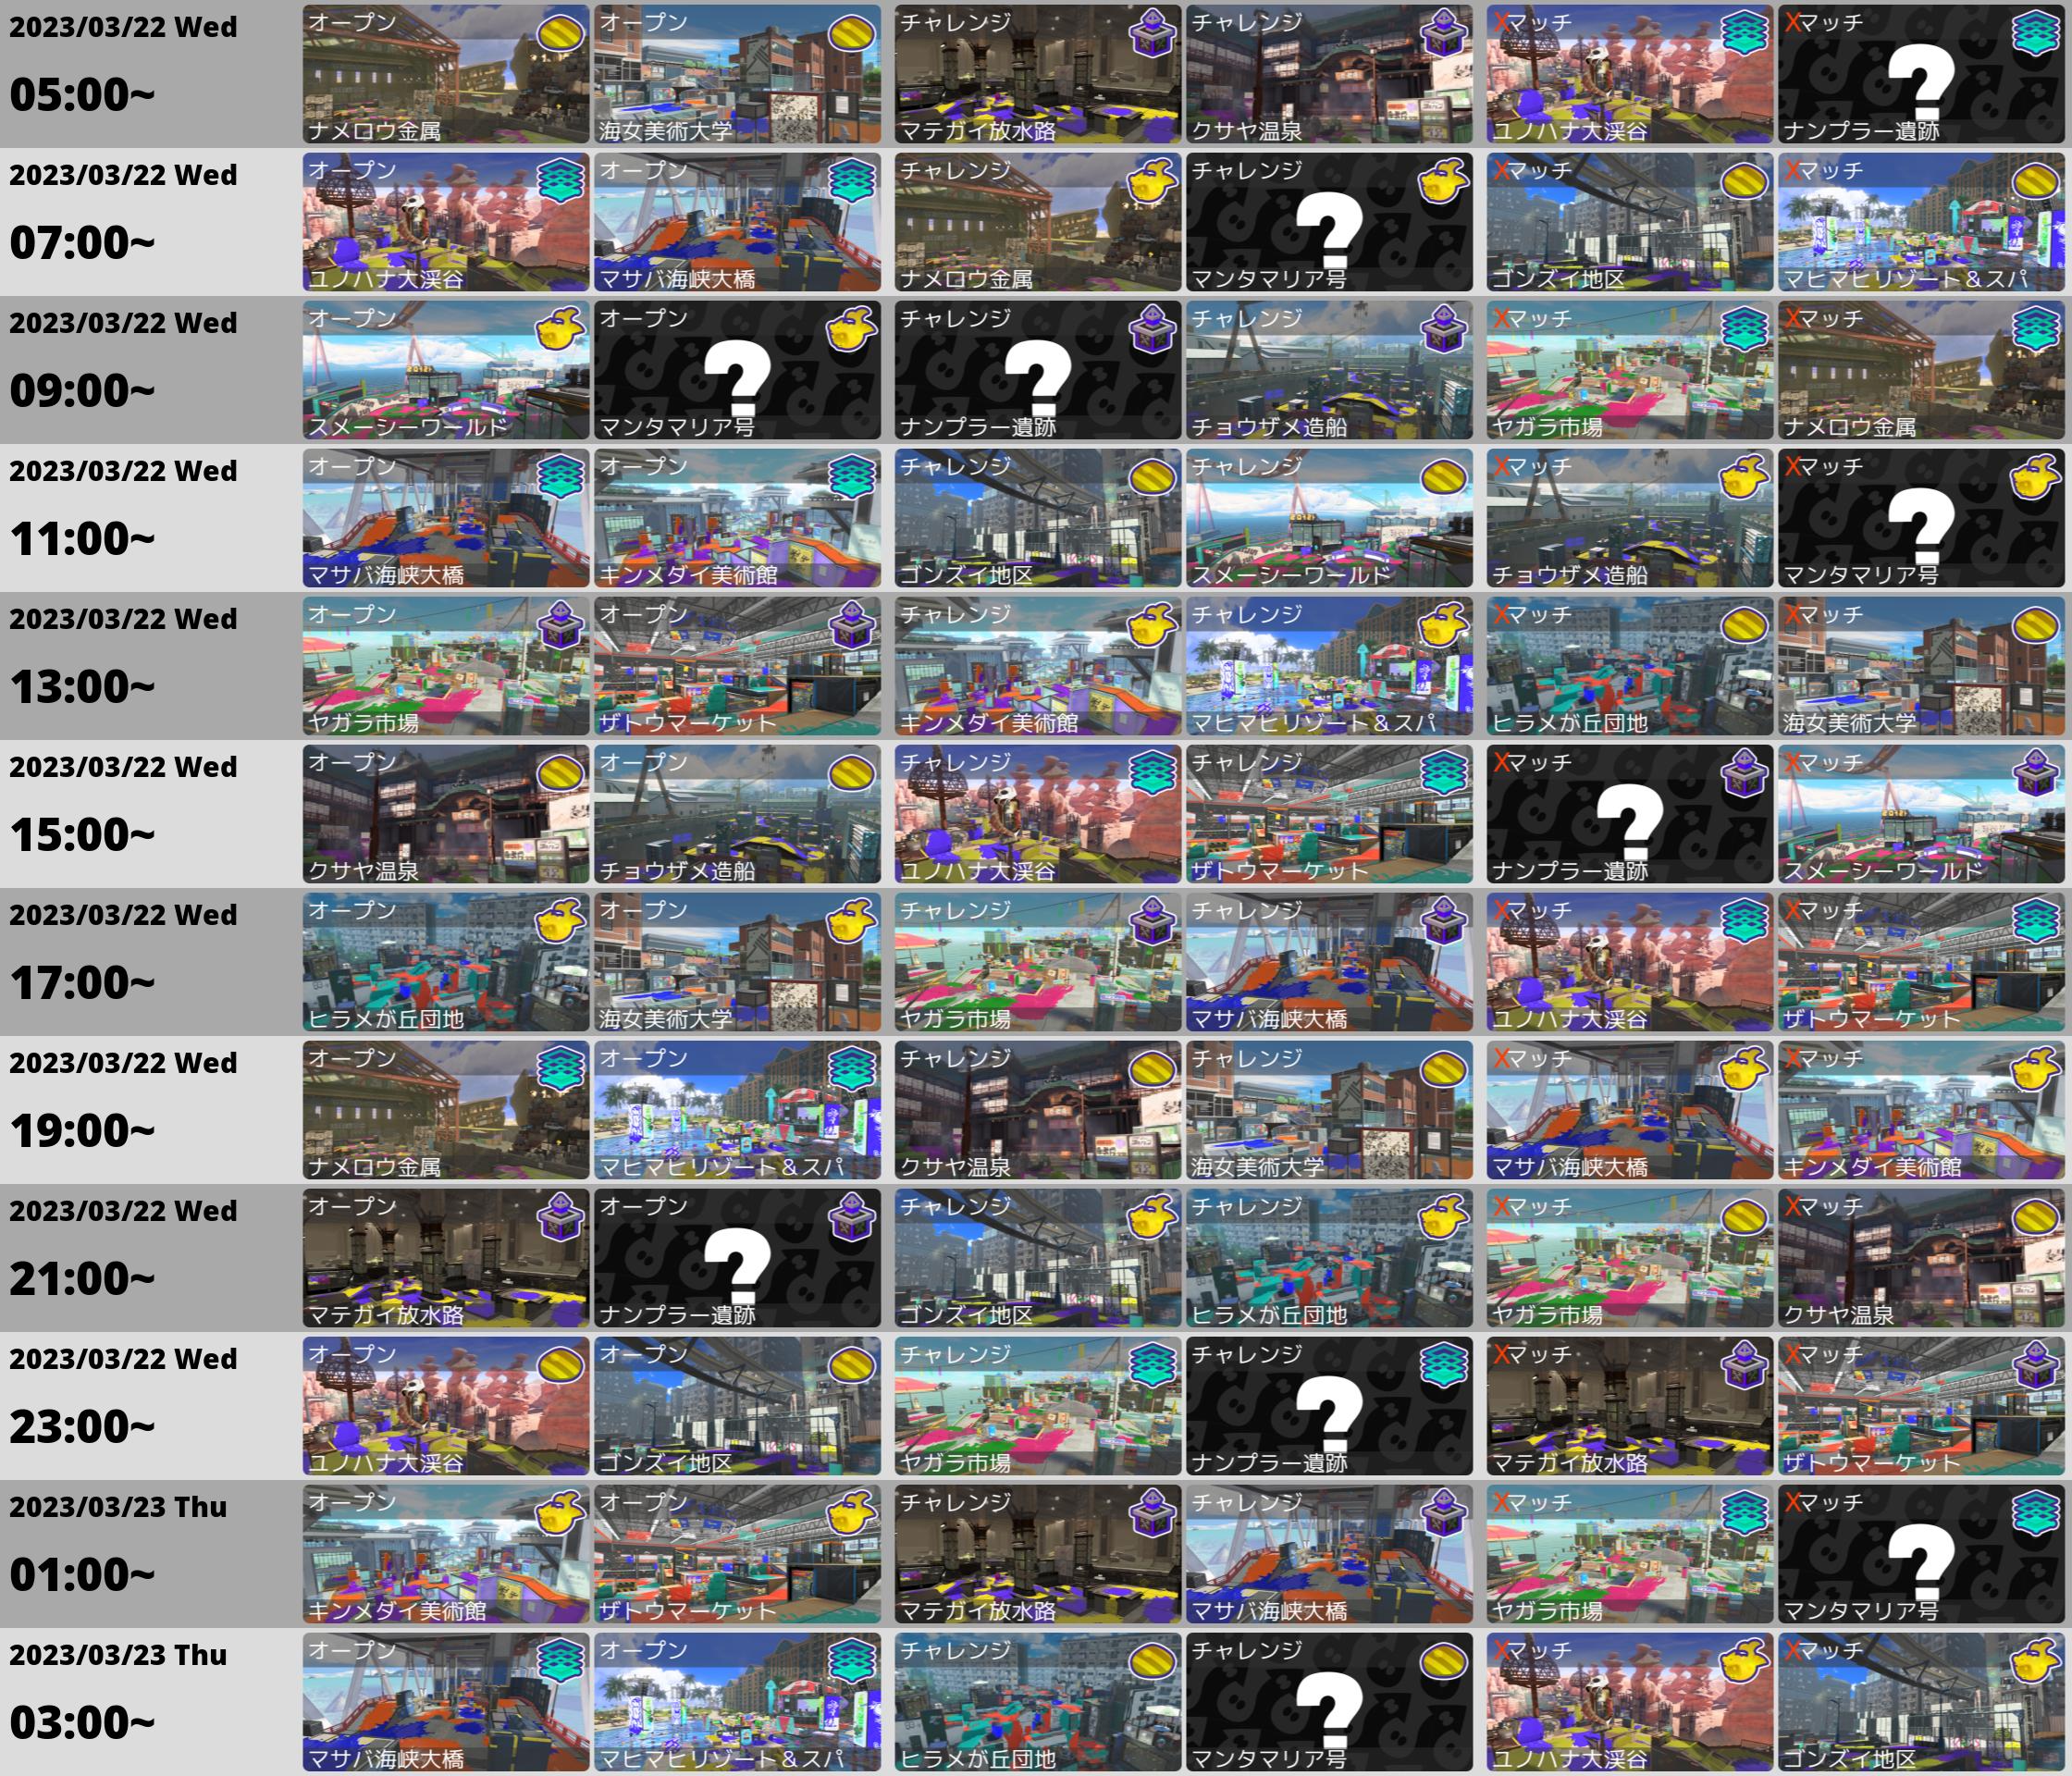 2023/03/22 Wed
05:00~
オープン オープン チャレンジ チャレンジ Xマッチ Xマッチ
ナメロウ金属 海女美術大学 マテガイ放水路 クサヤ温泉 ユノハナ大渓谷 ナンプラー遺跡
2023/03/22 Wed
07:00~
オープン オープン チャレンジ チャレンジ Xマッチ Xマッチ
ユノハナ大渓谷 マサバ海峡大橋 ナメロウ金属 マンタマリア号 ゴンズイ地区 マヒマヒリゾート＆スパ
2023/03/22 Wed
09:00~
オープン オープン チャレンジ チャレンジ Xマッチ Xマッチ
スメーシーワールド マンタマリア号 ナンプラー遺跡 チョウザメ造船 ヤガラ市場 ナメロウ金属
2023/03/22 Wed
11:00~
オープン オープン チャレンジ チャレンジ Xマッチ Xマッチ
マサバ海峡大橋 キンメダイ美術館 ゴンズイ地区 スメーシーワールド チョウザメ造船 マンタマリア号
2023/03/22 Wed
13:00~
オープン オープン チャレンジ チャレンジ Xマッチ Xマッチ
ヤガラ市場 ザトウマーケット キンメダイ美術館 マヒマヒリゾート＆スパ ヒラメが丘団地 海女美術大学
2023/03/22 Wed
15:00~
オープン オープン チャレンジ チャレンジ Xマッチ Xマッチ
クサヤ温泉 チョウザメ造船 ユノハナ大渓谷 ザトウマーケット ナンプラー遺跡 スメーシーワールド
2023/03/22 Wed
17:00~
オープン オープン チャレンジ チャレンジ Xマッチ Xマッチ
ヒラメが丘団地 海女美術大学 ヤガラ市場 マサバ海峡大橋 ユノハナ大渓谷 ザトウマーケット
2023/03/22 Wed
19:00~
オープン オープン チャレンジ チャレンジ Xマッチ Xマッチ
ナメロウ金属 マヒマヒリゾート＆スパ クサヤ温泉 海女美術大学 マサバ海峡大橋 キンメダイ美術館
2023/03/22 Wed
21:00~
オープン オープン チャレンジ チャレンジ Xマッチ Xマッチ
マテガイ放水路 ナンプラー遺跡 ゴンズイ地区 ヒラメが丘団地 ヤガラ市場 クサヤ温泉
2023/03/22 Wed
23:00~
オープン オープン チャレンジ チャレンジ Xマッチ Xマッチ
ユノハナ大渓谷 ゴンズイ地区 ヤガラ市場 ナンプラー遺跡 マテガイ放水路 ザトウマーケット
2023/03/23 Thu
01:00~
オープン オープン チャレンジ チャレンジ Xマッチ Xマッチ
キンメダイ美術館 ザトウマーケット マテガイ放水路 マサバ海峡大橋 ヤガラ市場 マンタマリア号
2023/03/23 Thu
03:00~
オープン オープン チャレンジ チャレンジ Xマッチ Xマッチ
マサバ海峡大橋 マヒマヒリゾート＆スパ ヒラメが丘団地 マンタマリア号 ユノハナ大渓谷 ゴンズイ地区